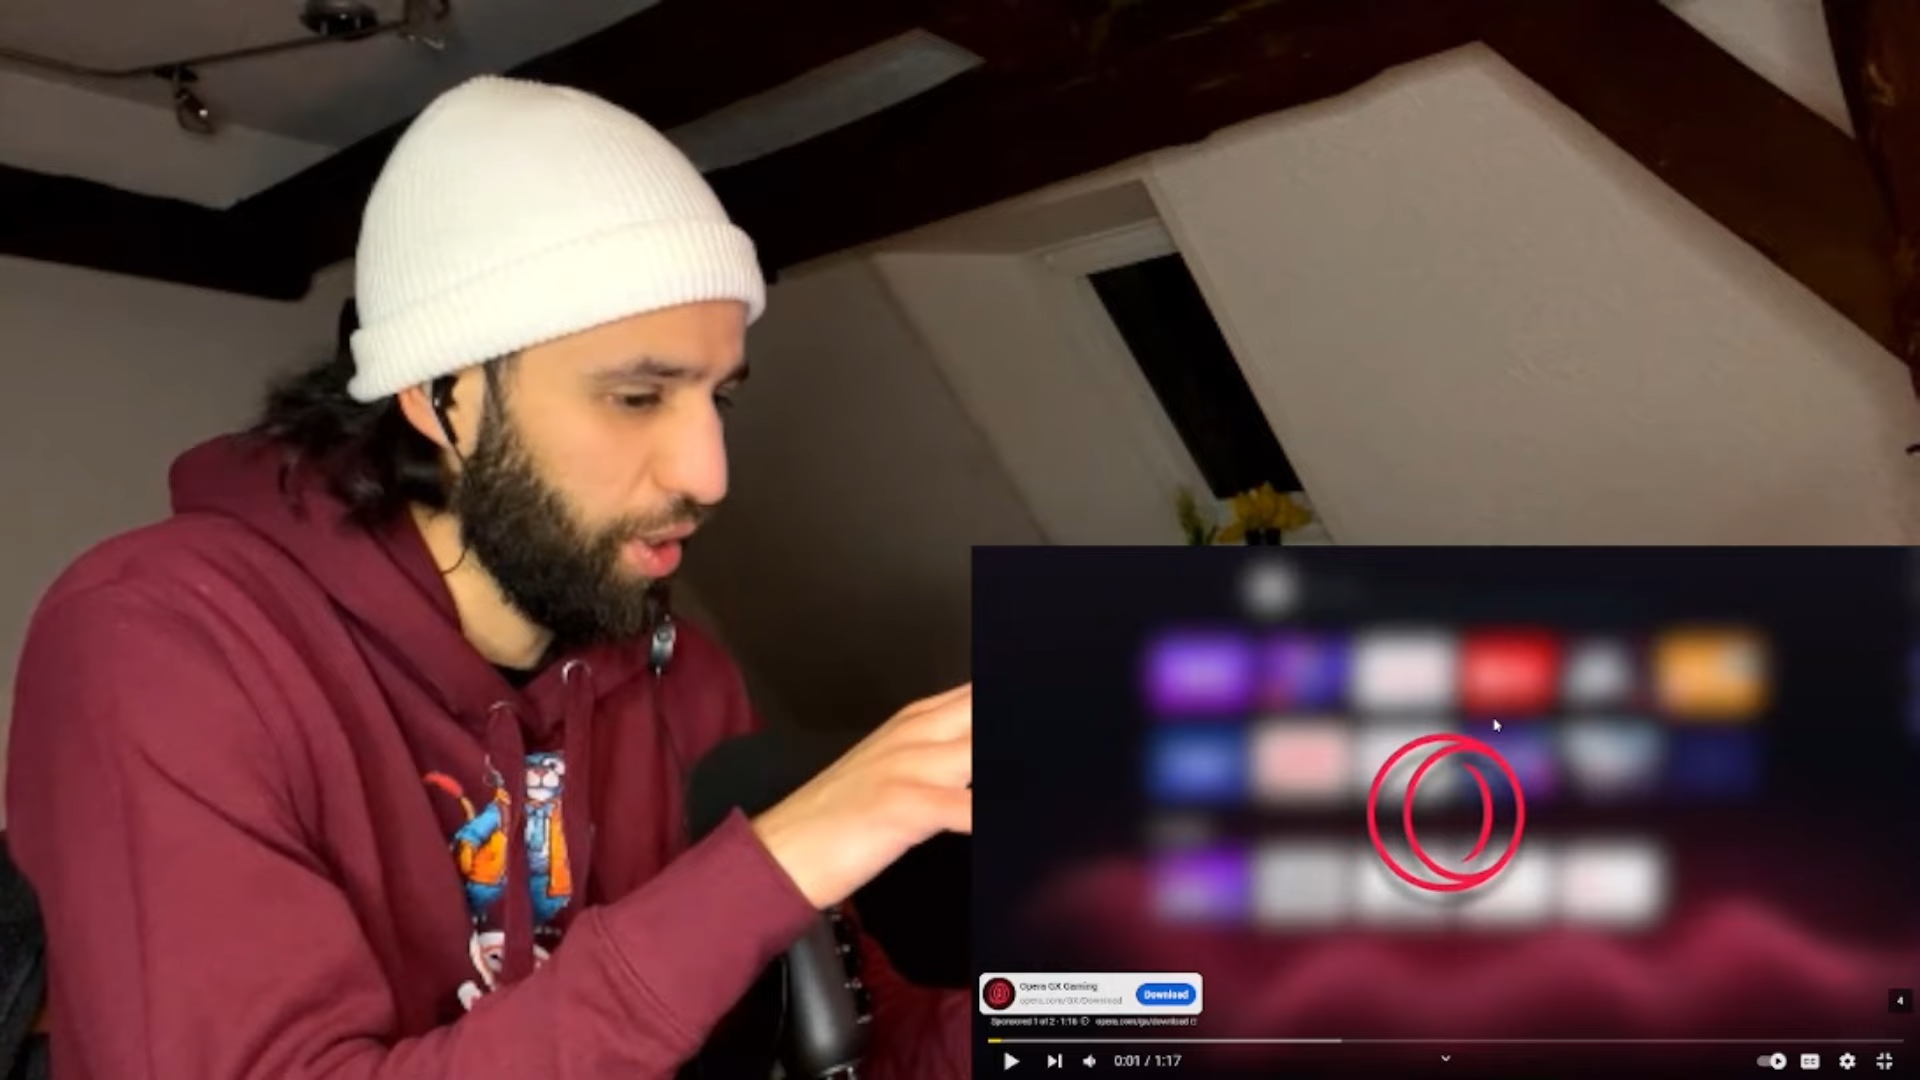 Opera GX Gaming
opera.com/GX/Download
Download
4
Sponsored 1 of 2 · 1:16
opera.com/gx/download
0:01 / 1:17
CC